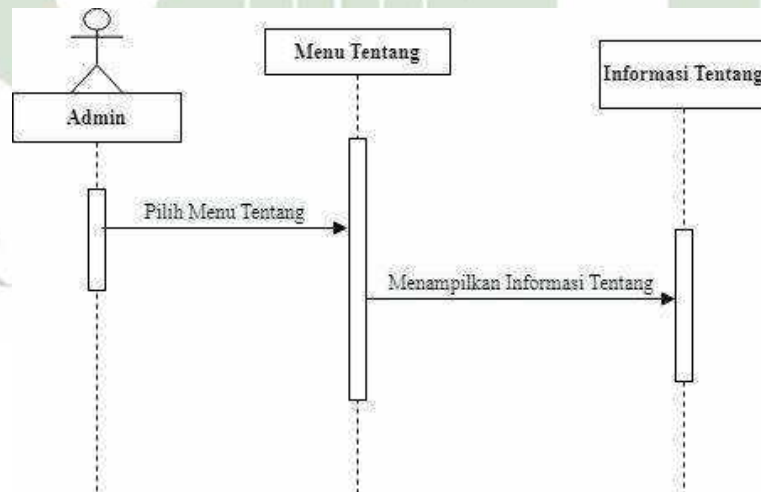 Menu Tentang
Informasi Tentang
Admin
Pilih Menu Tentang
Menampilkan Informasi Tentang